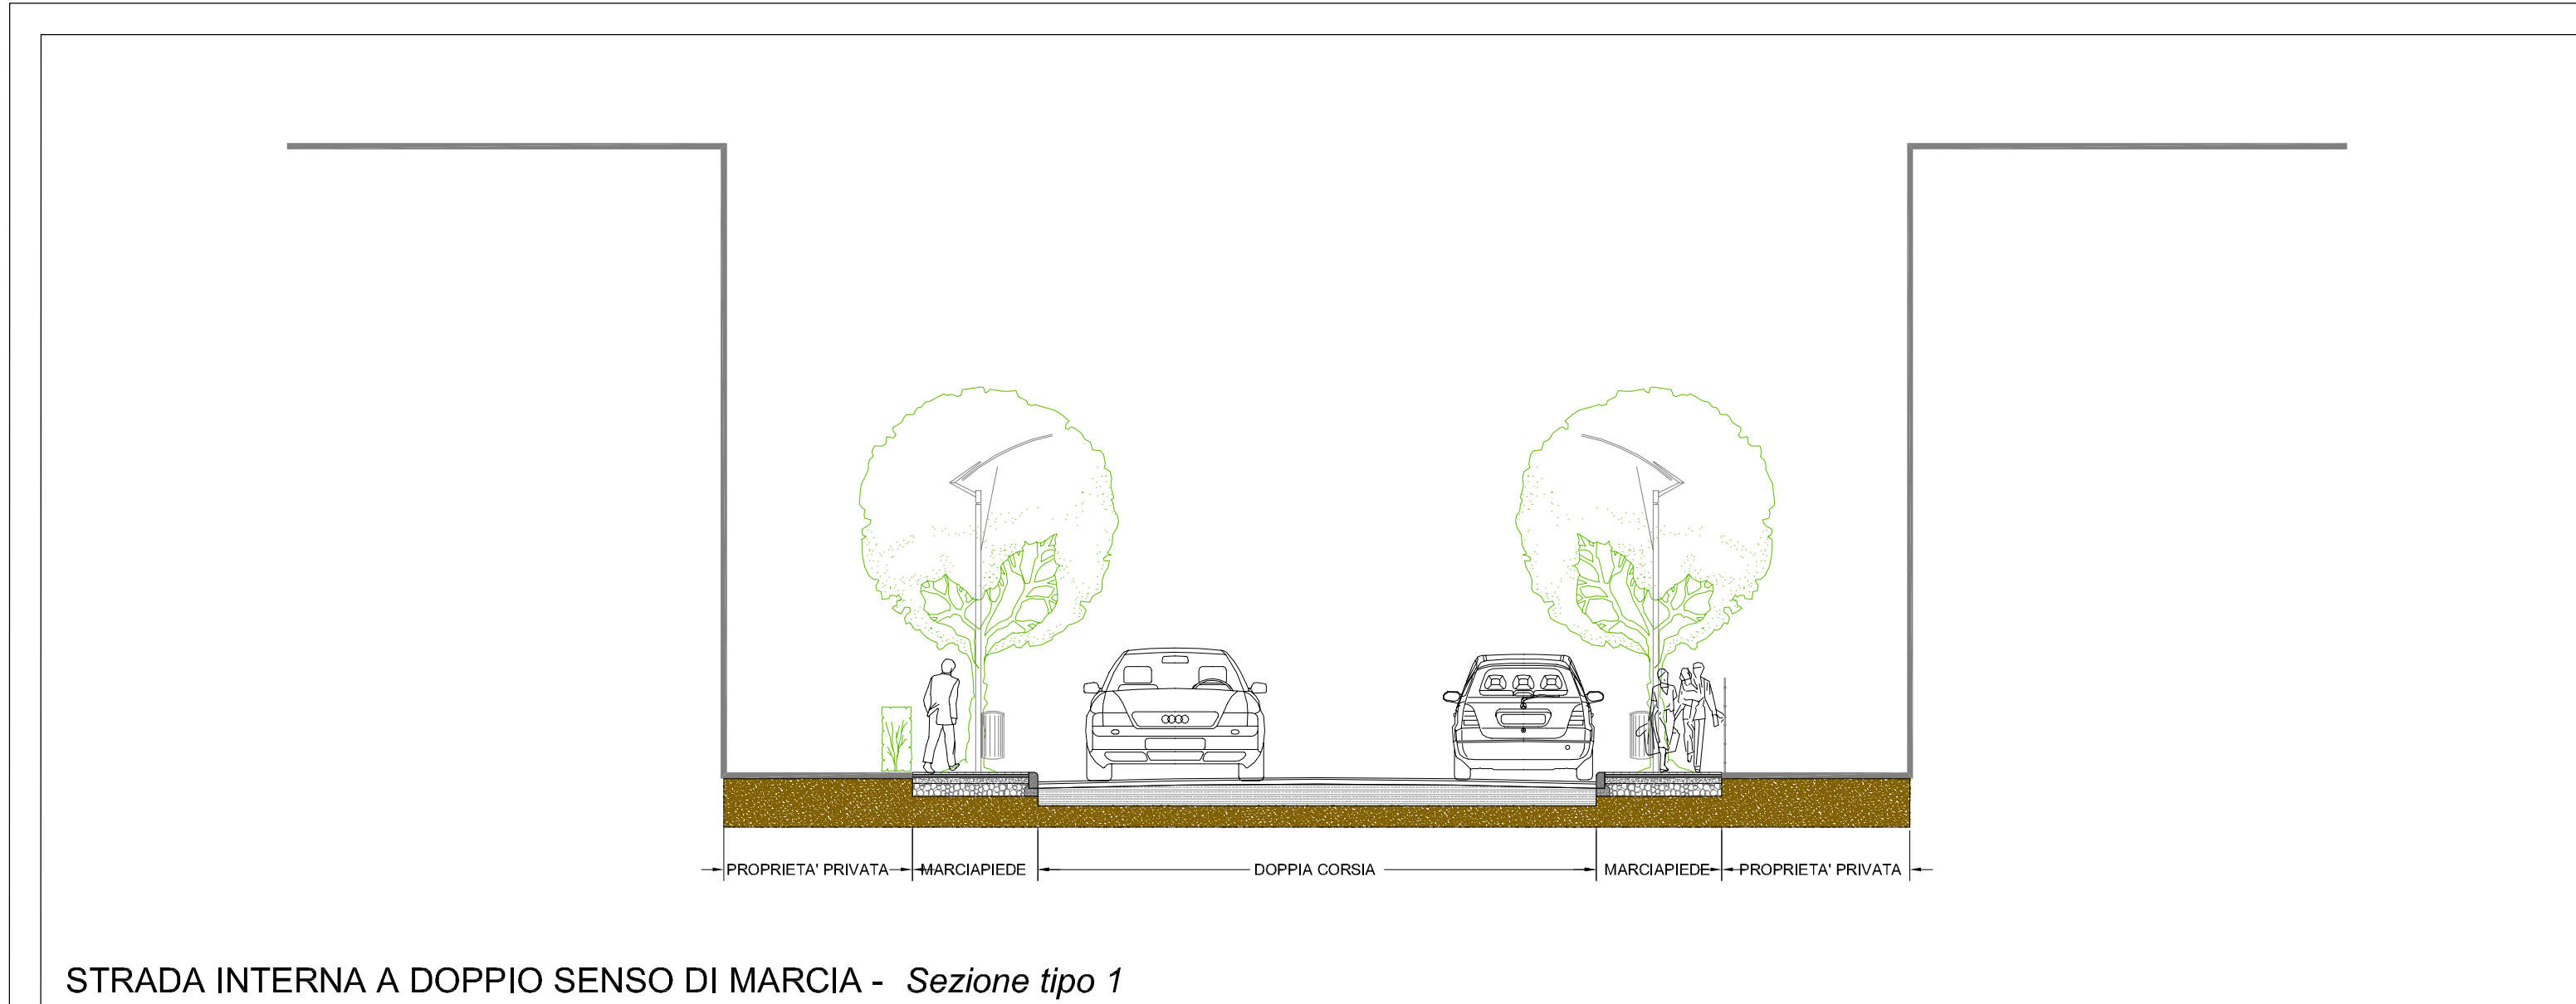 PROPRIETA' PRIVATA MARCIAPIEDE DOPPIA CORSIA MARCIAPIEDE PROPRIETA' PRIVATA
STRADA INTERNA A DOPPIO SENSO DI MARCIA - Sezione tipo 1